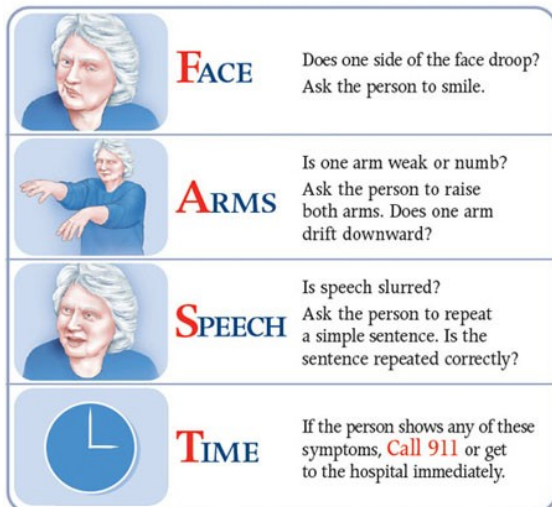 FACE
Does one side of the face droop?
Ask the person to smile.
ARMS
Is one arm weak or numb?
Ask the person to raise
both arms. Does one arm
drift downward?
SPEECH
Is speech slurred?
Ask the person to repeat
a simple sentence. Is the
sentence repeated correctly?
TIME
If the person shows any of these
symptoms, Call 911 or get
to the hospital immediately.